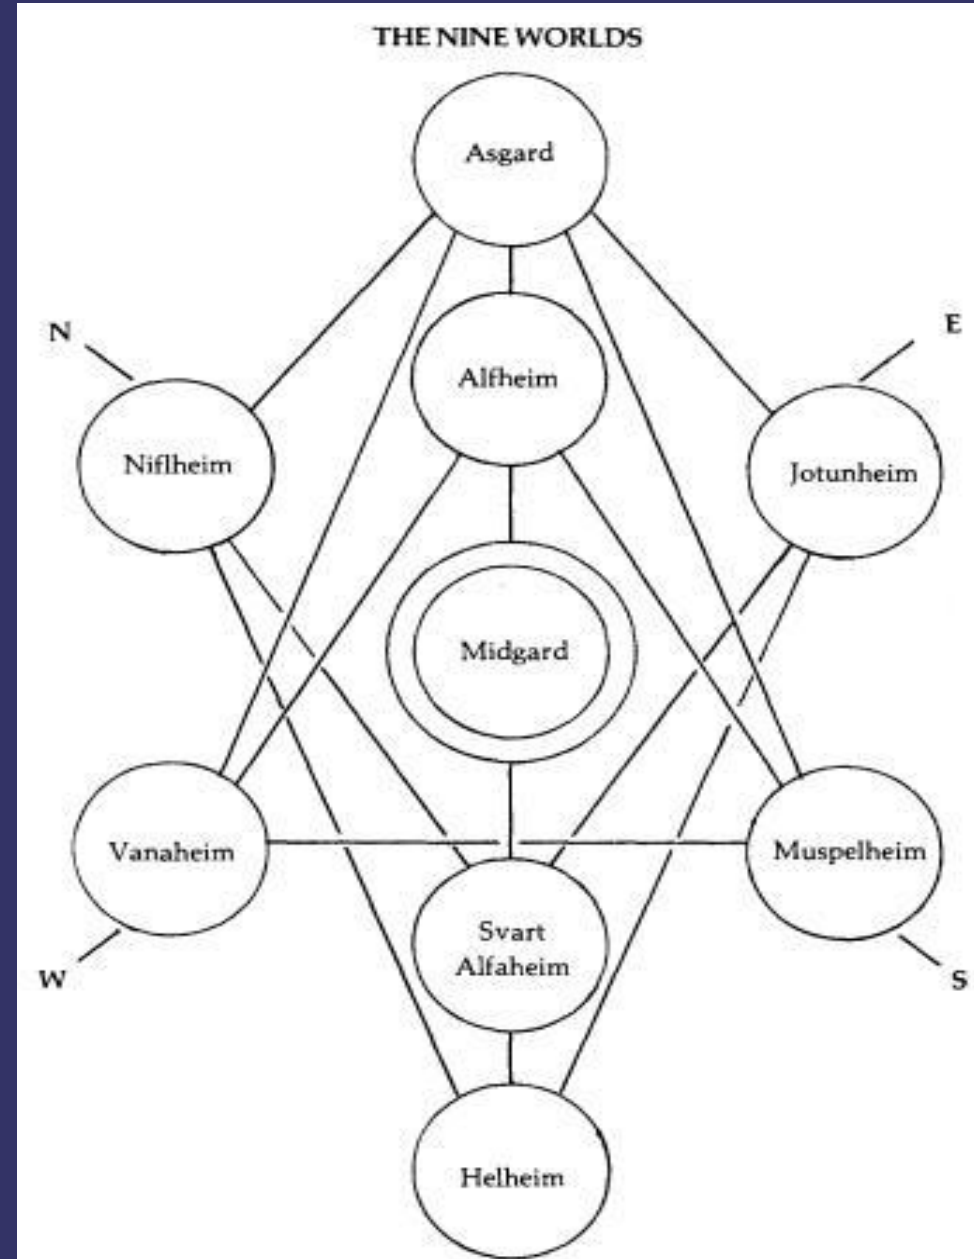 THE NINE WORLDS
Asgard
N
E
Alfheim
Niflheim
Jotunheim
Midgard
Vanaheim
Muspelheim
Svart
Alfaheim
W
S
Helheim